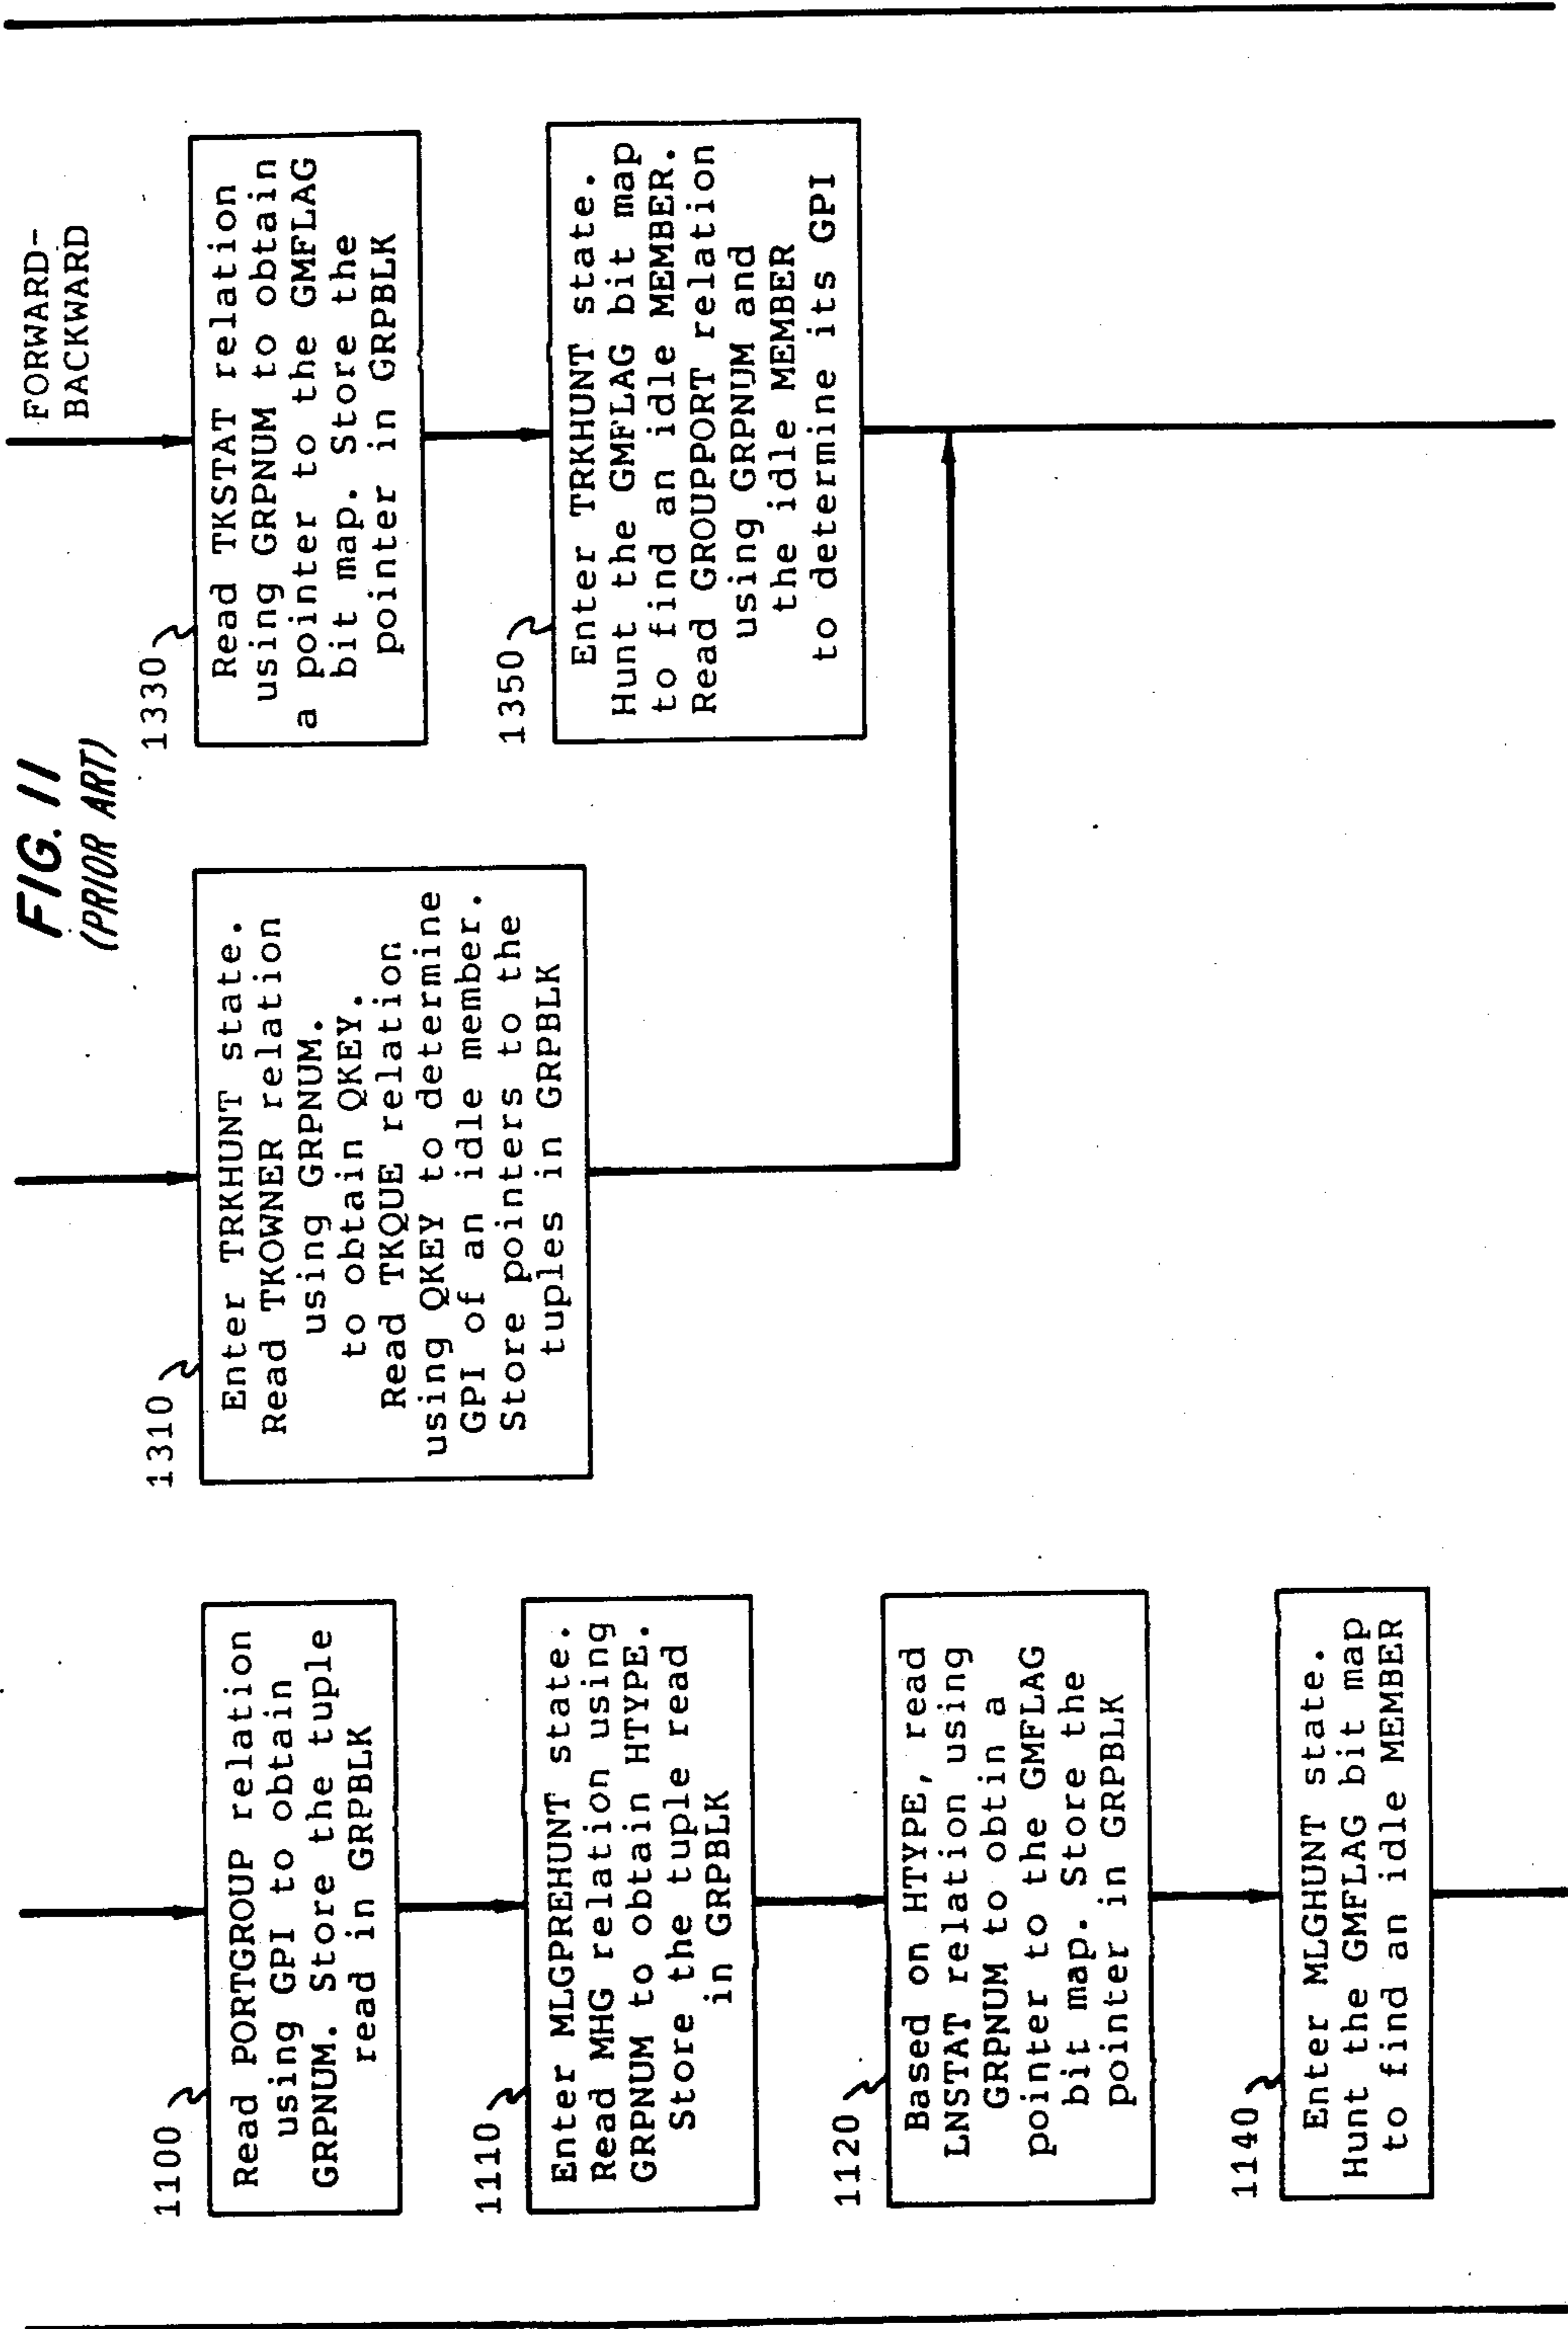 FIG. 11
(PRIOR ART)
1100
Read PORTGROUP relation
using GPI to obtain
GRPNUM. Store the tuple
read in GRPBLK
1110
Enter MLGPREHUNT state.
Read MHG relation using
GRPNUM to obtain HTYPE.
Store the tuple read
in GRPBLK
1120
Based on HTYPE, read
LNSTAT relation using
GRPNUM to obtin a
pointer to the GMFLAG
bit map. Store the
pointer in GRPBLK
1140
Enter MLGHUNT state.
Hunt the GMFLAG bit map
to find an idle MEMBER
1310
Enter TRKHUNT state.
Read TKOWNER relation
using GRPNUM.
to obtain QKEY.
Read TKQUE relation
using QKEY to determine
GPI of an idle member.
Store pointers to the
tuples in GRPBLK
FORWARD-
BACKWARD
1330
Read TKSTAT relation
using GRPNUM to obtain
a pointer to the GMFLAG
bit map. Store the
pointer in GRPBLK
1350
Enter TRKHUNT state.
Hunt the GMFLAG bit map
to find an idle MEMBER.
Read GROUPPORT relation
using GRPNUM and
the idle MEMBER
to determine its GPI